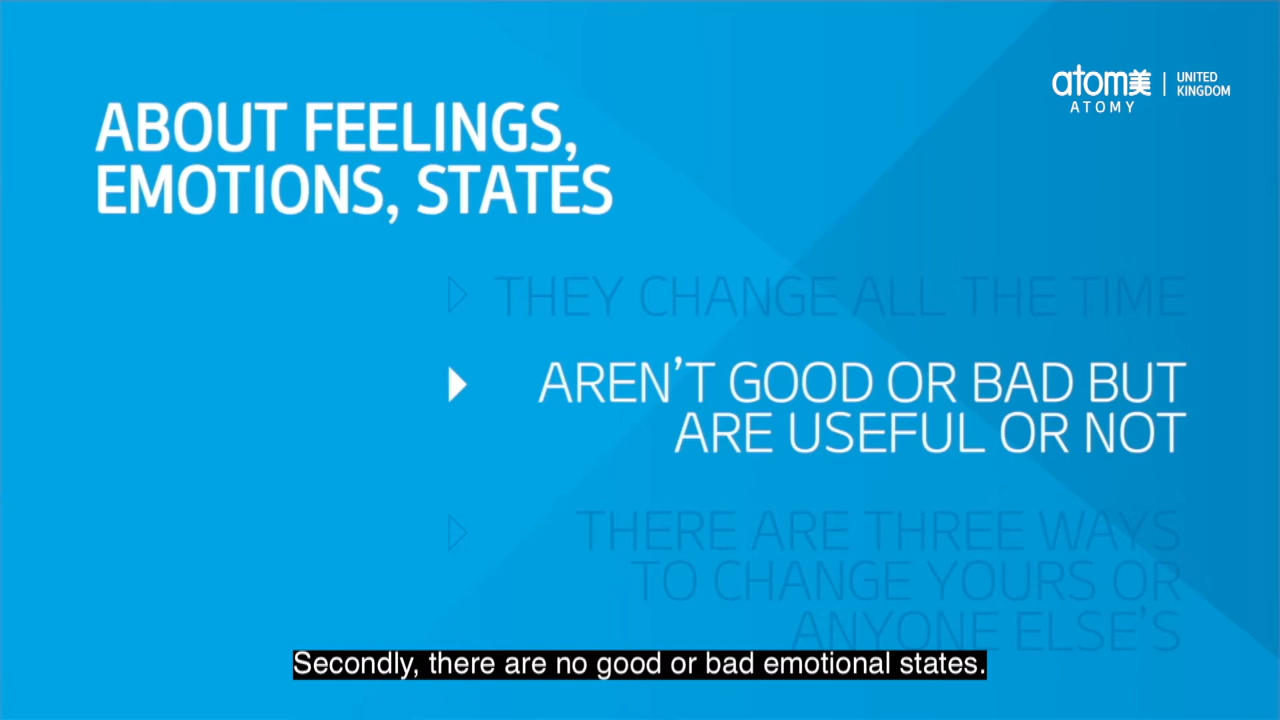 atom美
ATOMY
UNITED
KINGDOM
ABOUT FEELINGS,
EMOTIONS, STATES
THEY CHANGE ALL THE TIME
AREN'T GOOD OR BAD BUT
ARE USEFUL OR NOT
THERE ARE THREE WAYS
TO CHANGE YOURS OR
ANYONE ELSE'S
Secondly, there are no good or bad emotional states.